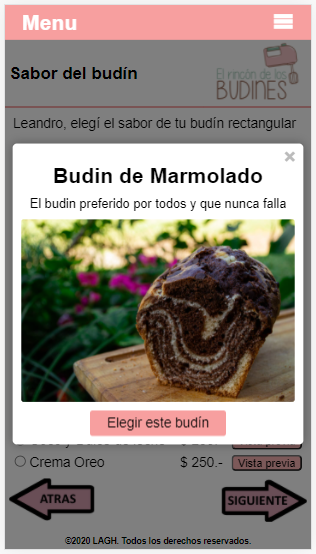 Menu
Sabor del budín
El rincón de los
BUDINES
Leandro, elegí el sabor de tu budín rectangular
×
Budin de Marmolado
El budin preferido por todos y que nunca falla
Elegir este budín
Crema Oreo $ 250.- Vista previa
ATRAS
SIGUIENTE
©2020 LAGH. Todos los derechos reservados.